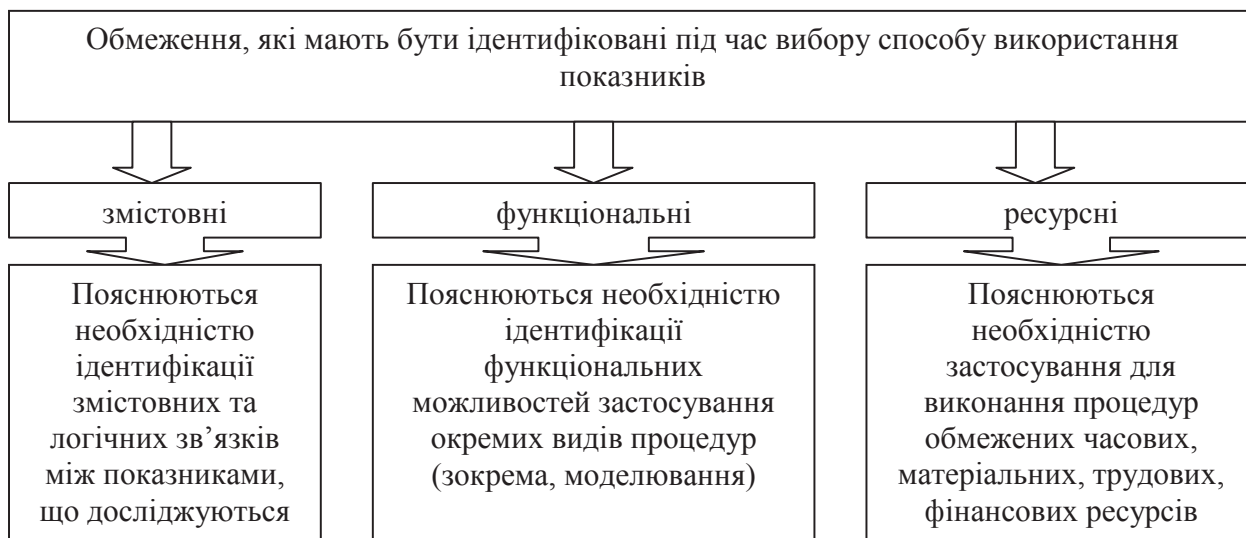 Обмеження, які мають бути ідентифіковані під час вибору способу використання
показників
змістовні
функціональні
ресурсні
Пояснюються
необхідністю
ідентифікації
змістовних та
логічних зв’язків
між показниками,
що досліджуються
Пояснюються необхідністю
ідентифікації
функціональних
можливостей застосування
окремих видів процедур
(зокрема, моделювання)
Пояснюються
необхідністю
застосування для
виконання процедур
обмежених часових,
матеріальних, трудових,
фінансових ресурсів